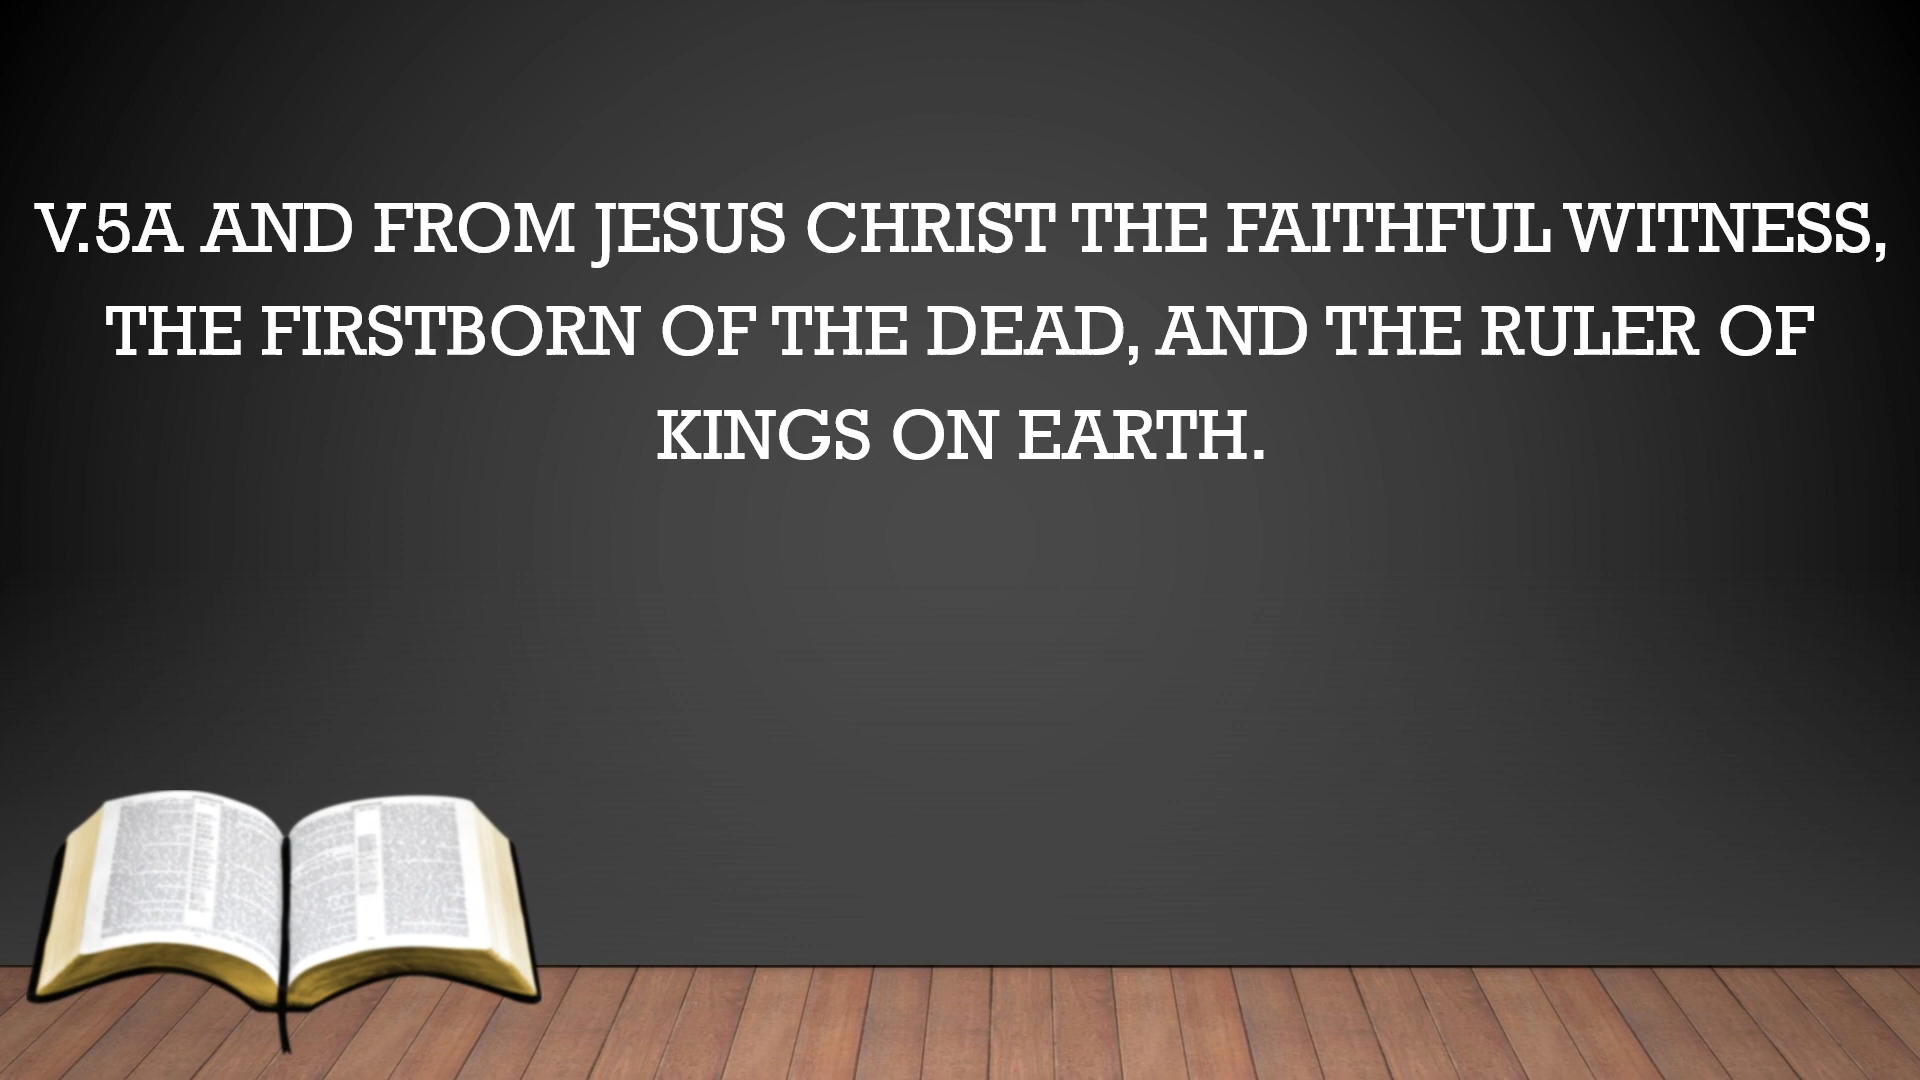 V.5A AND FROM JESUS CHRIST THE FAITHFUL WITNESS,
THE FIRSTBORN OF THE DEAD, AND THE RULER OF
KINGS ON EARTH.